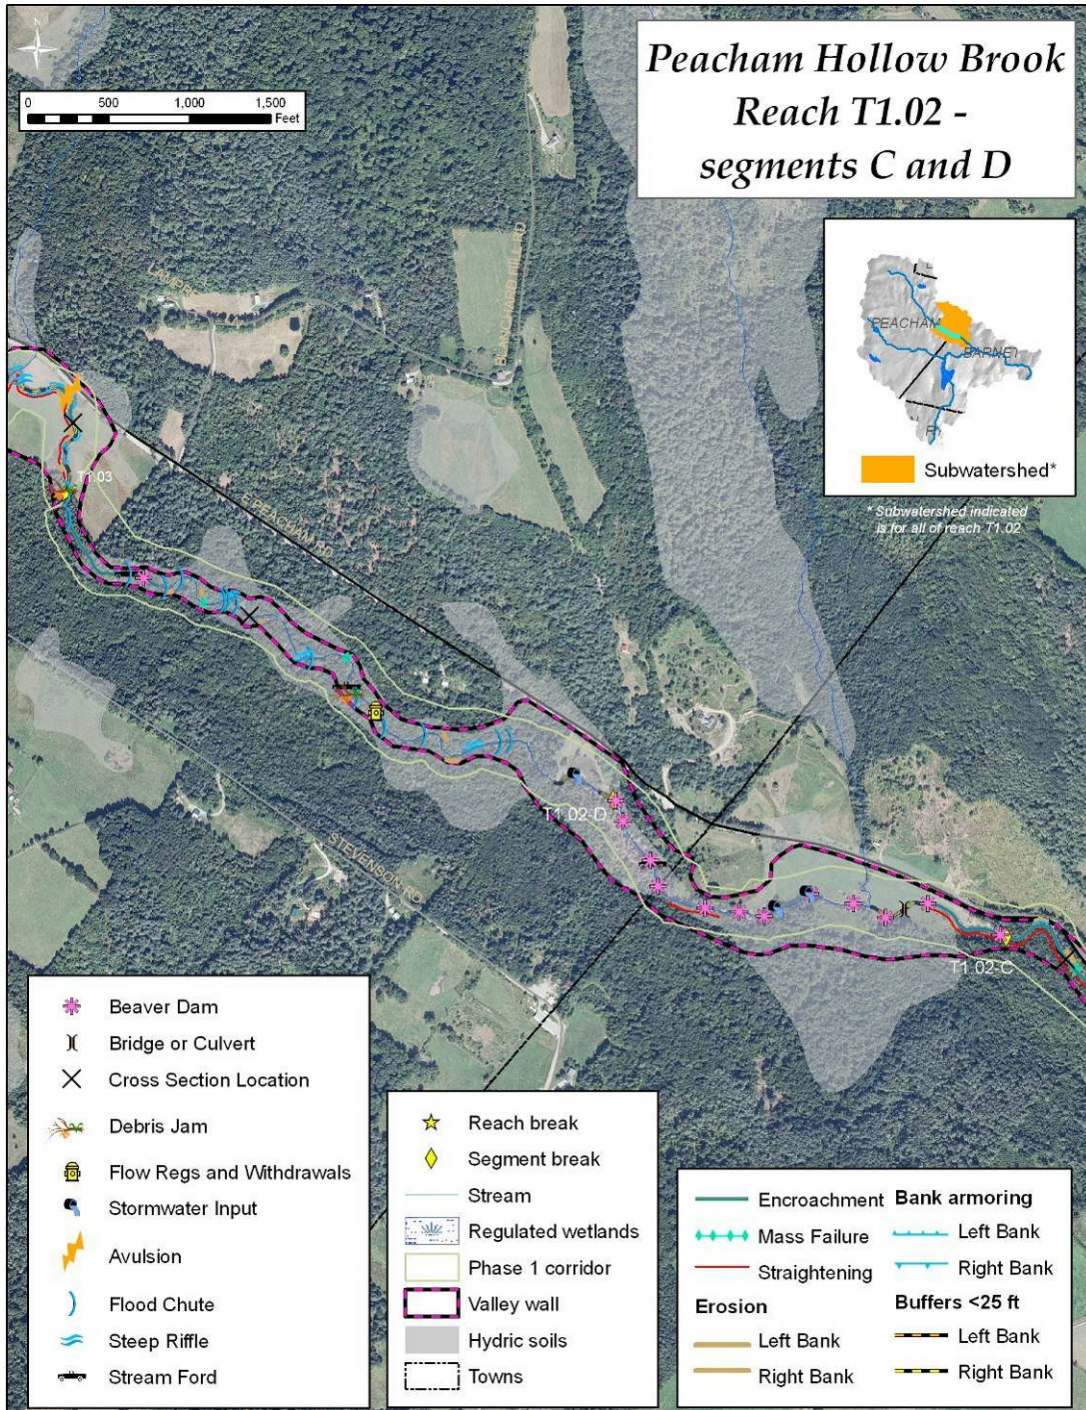 Peacham Hollow Brook
Reach T1.02 -
segments C and D
N
0 500 1,000 1,500
Feet
PEACHAM
BARNET
Subwatershed*
* Subwatershed indicated
is for all of reach T1.02
T1.03
E PEACHAM RD
STEVENSON RD
T1.02-D
T1.02-C
Beaver Dam
Bridge or Culvert
Cross Section Location
Debris Jam
Flow Regs and Withdrawals
Stormwater Input
Avulsion
Flood Chute
Steep Riffle
Stream Ford
Reach break
Segment break
Stream
Regulated wetlands
Phase 1 corridor
Valley wall
Hydric soils
Towns
Encroachment
Mass Failure
Straightening
Erosion
Left Bank
Right Bank
Bank armoring
Left Bank
Right Bank
Buffers <25 ft
Left Bank
Right Bank